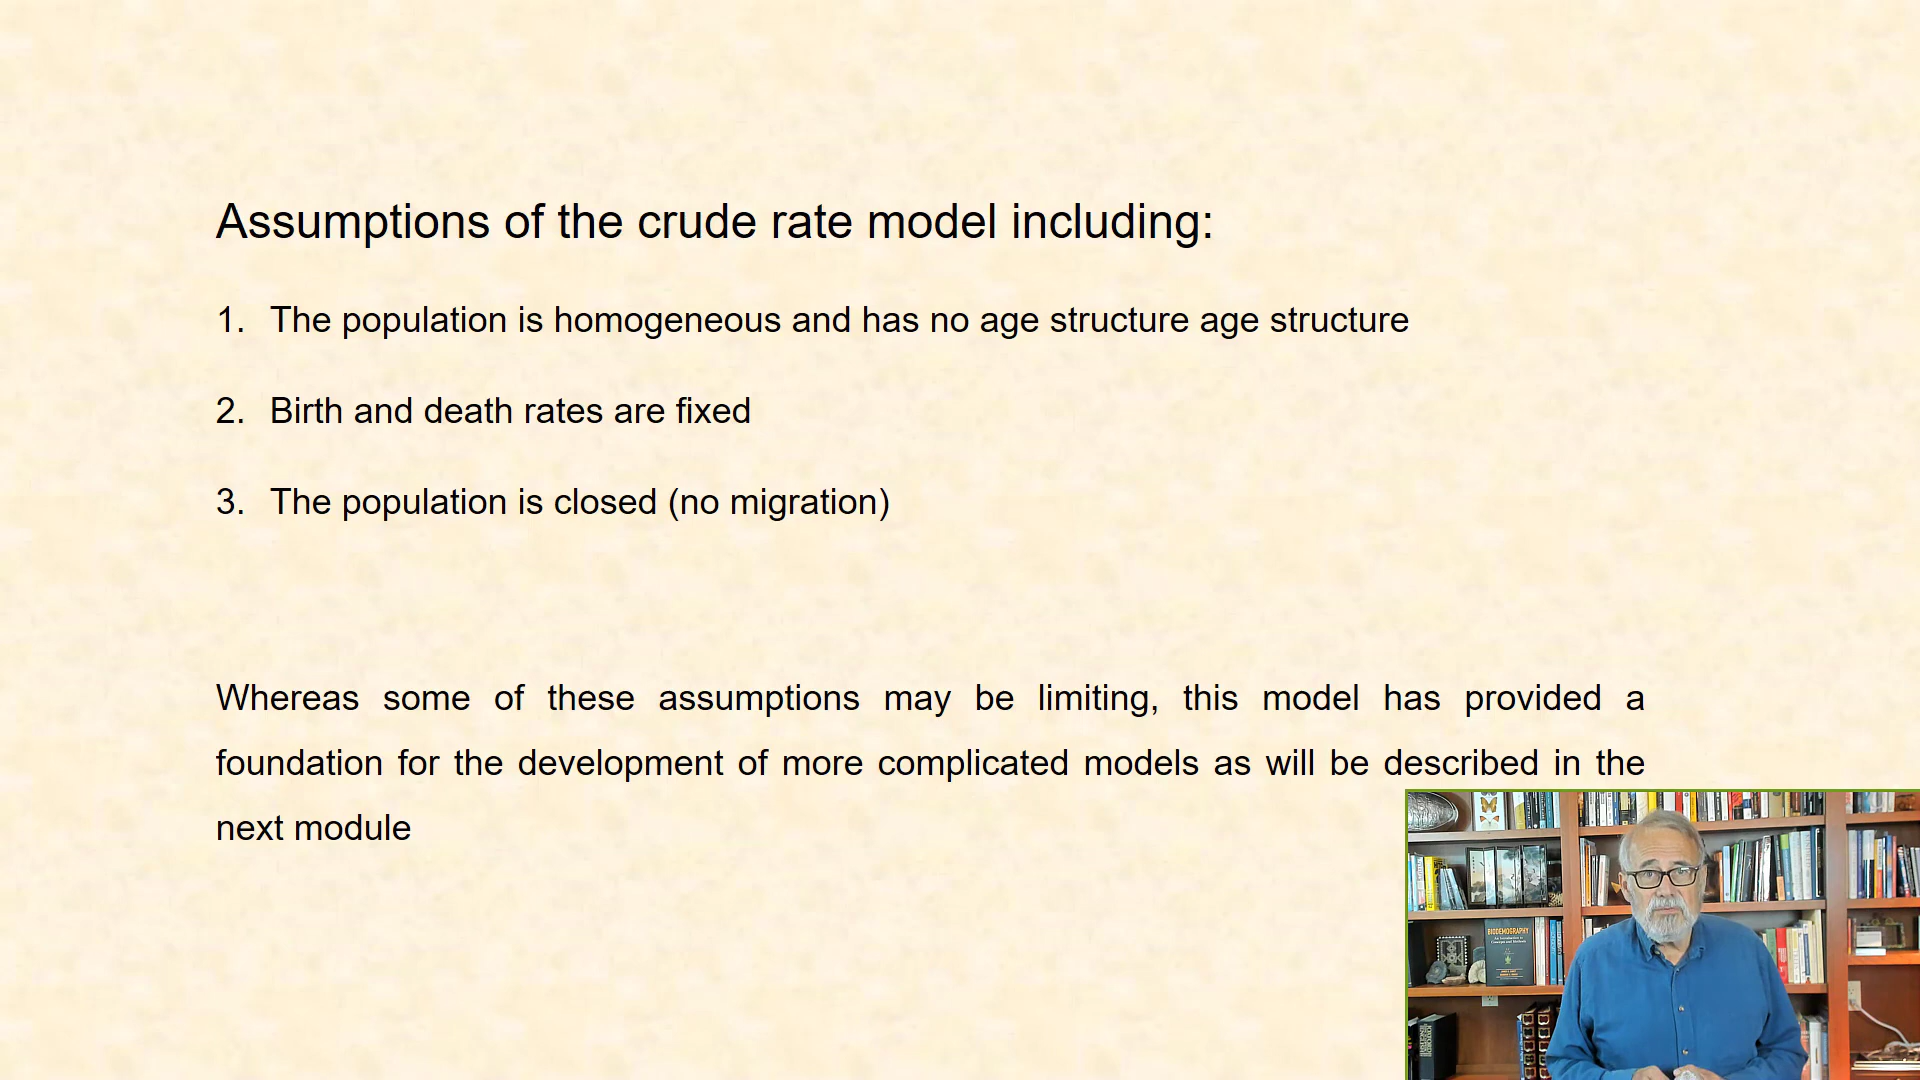 Assumptions of the crude rate model including:
1. The population is homogeneous and has no age structure age structure
2. Birth and death rates are fixed
3. The population is closed (no migration)
Whereas some of these assumptions may be limiting, this model has provided a
foundation for the development of more complicated models as will be described in the
next module
BIODEMOGRAPHY